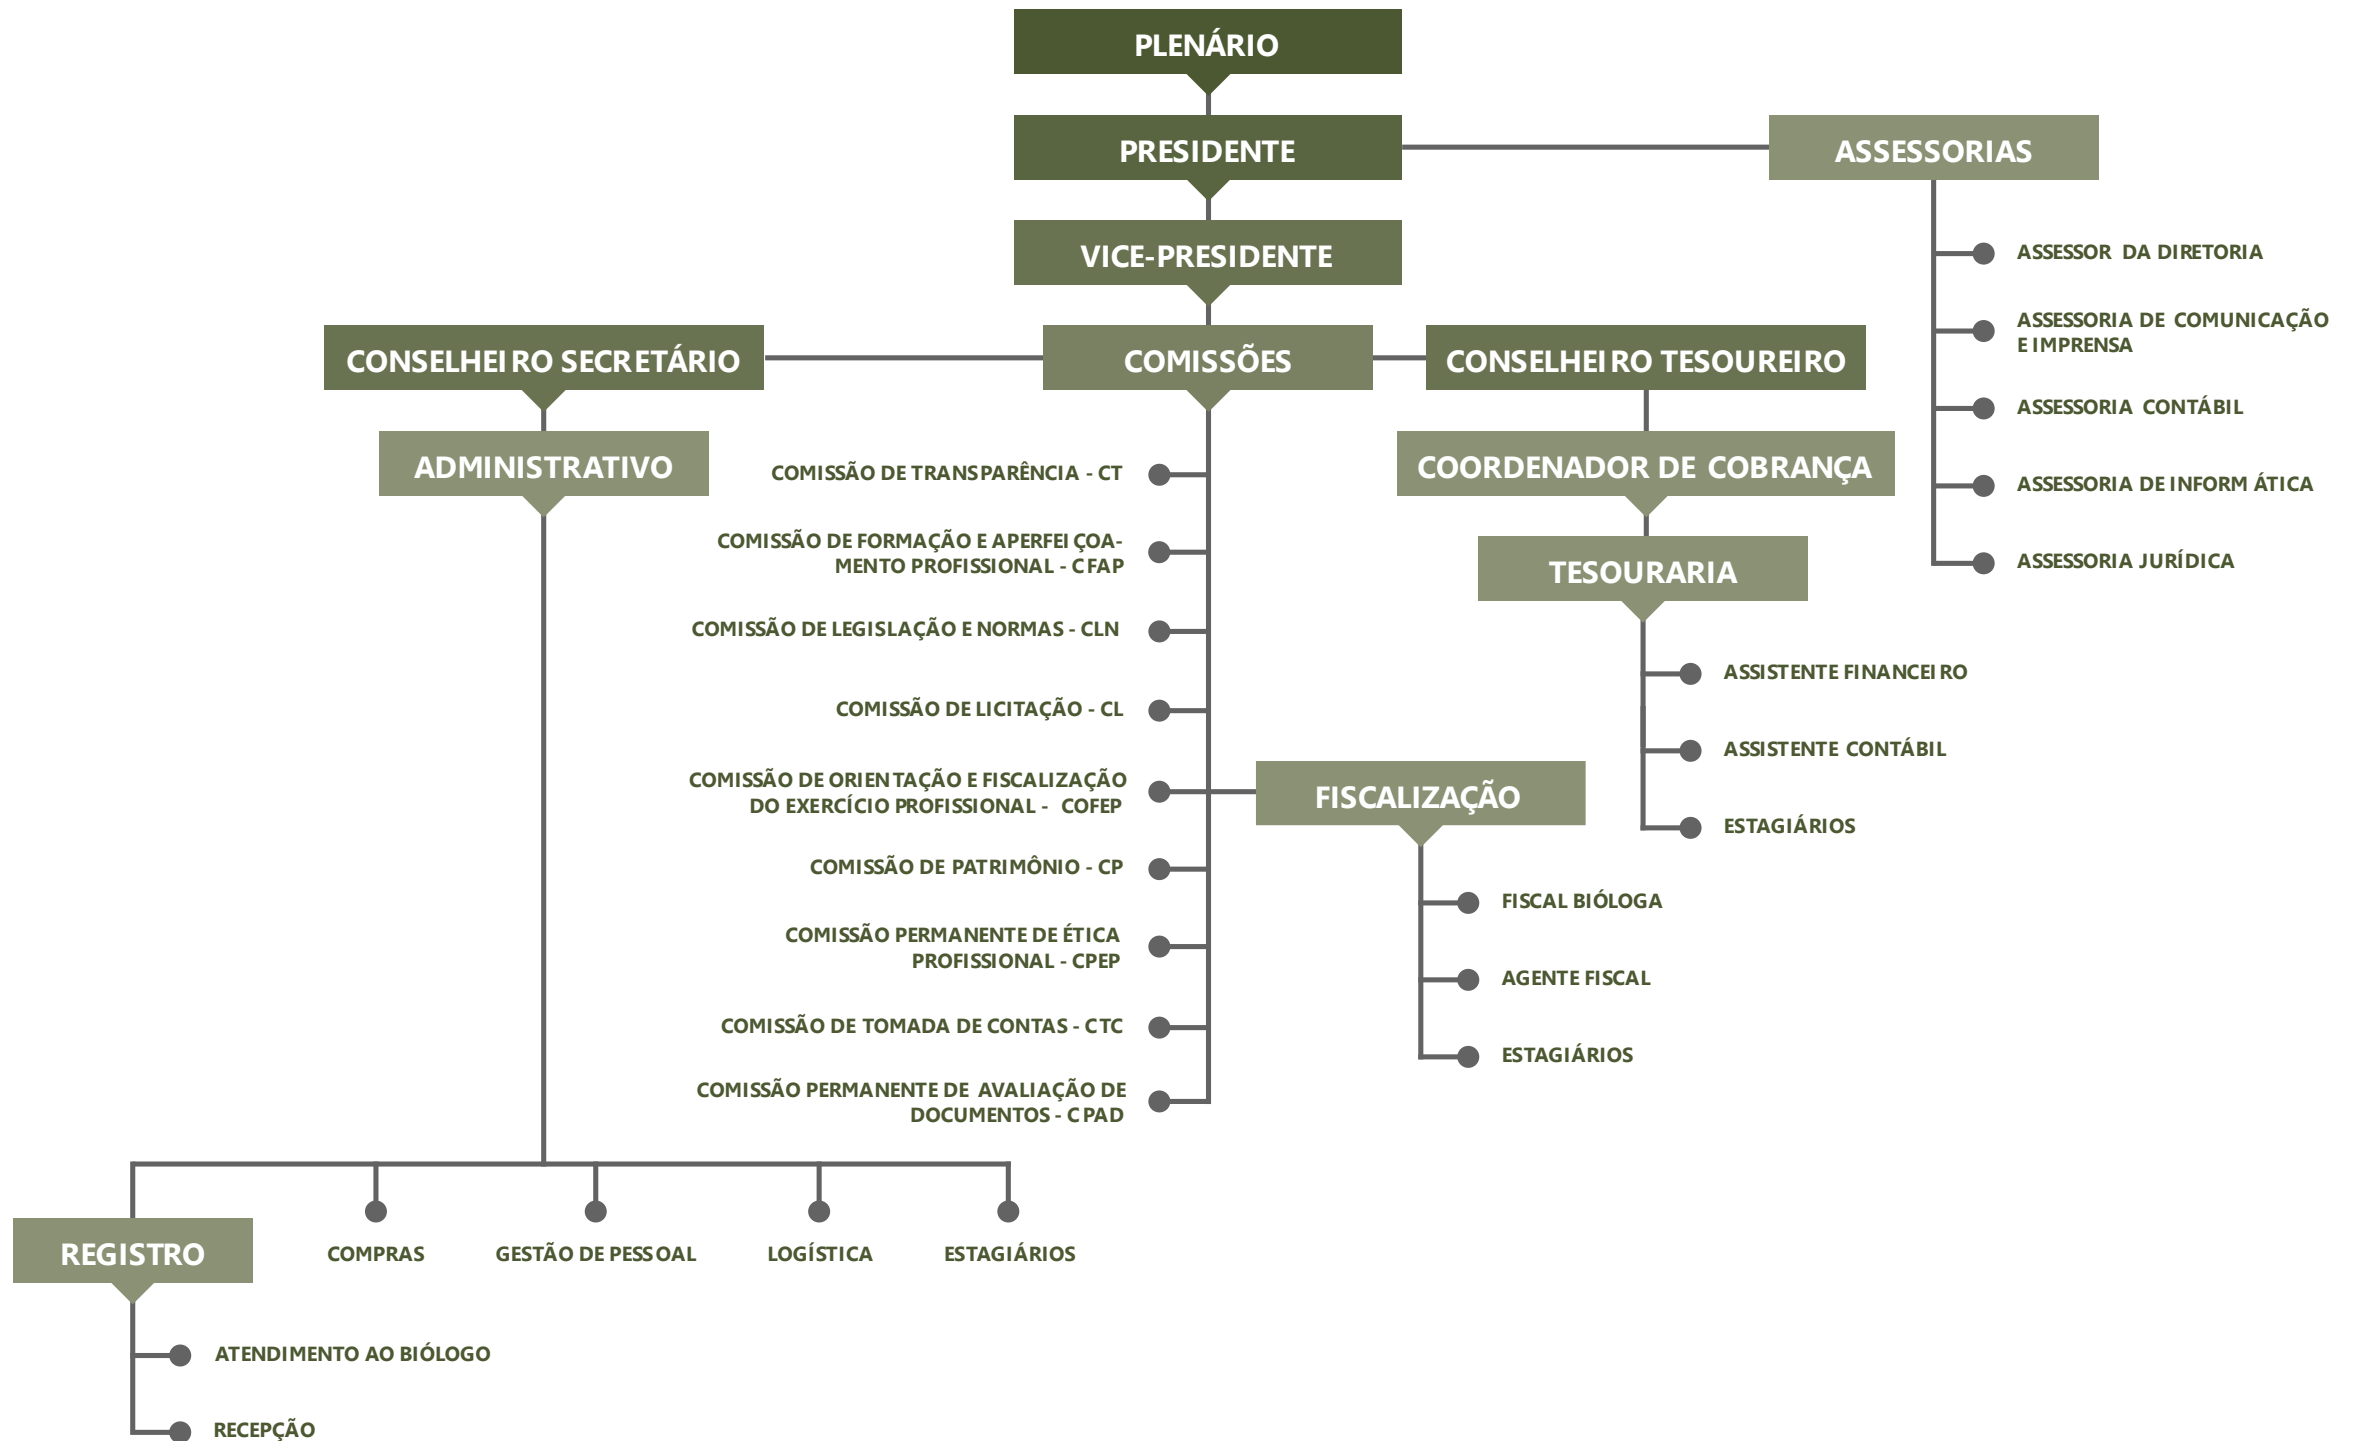 PLENÁRIO
PRESIDENTE
ASSESSORIAS
VICE-PRESIDENTE
ASSESSOR DA DIRETORIA
ASSESSORIA DE COMUNICAÇÃO
E IMPRENSA
ASSESSORIA CONTÁBIL
ASSESSORIA DE INFORMÁTICA
ASSESSORIA JURÍDICA
CONSELHEIRO SECRETÁRIO
COMISSÕES
CONSELHEIRO TESOUREIRO
ADMINISTRATIVO
COORDENADOR DE COBRANÇA
TESOURARIA
ASSISTENTE FINANCEIRO
ASSISTENTE CONTÁBIL
ESTAGIÁRIOS
COMISSÃO DE TRANSPARÊNCIA - CT
COMISSÃO DE FORMAÇÃO E APERFEIÇOA-
MENTO PROFISSIONAL - CFAP
COMISSÃO DE LEGISLAÇÃO E NORMAS - CLN
COMISSÃO DE LICITAÇÃO - CL
COMISSÃO DE ORIENTAÇÃO E FISCALIZAÇÃO
DO EXERCÍCIO PROFISSIONAL - COFEP
COMISSÃO DE PATRIMÔNIO - CP
COMISSÃO PERMANENTE DE ÉTICA
PROFISSIONAL - CPEP
COMISSÃO DE TOMADA DE CONTAS - CTC
COMISSÃO PERMANENTE DE AVALIAÇÃO DE
DOCUMENTOS - CPAD
FISCALIZAÇÃO
FISCAL BIÓLOGA
AGENTE FISCAL
ESTAGIÁRIOS
REGISTRO
COMPRAS
GESTÃO DE PESSOAL
LOGÍSTICA
ESTAGIÁRIOS
ATENDIMENTO AO BIÓLOGO
RECEPÇÃO